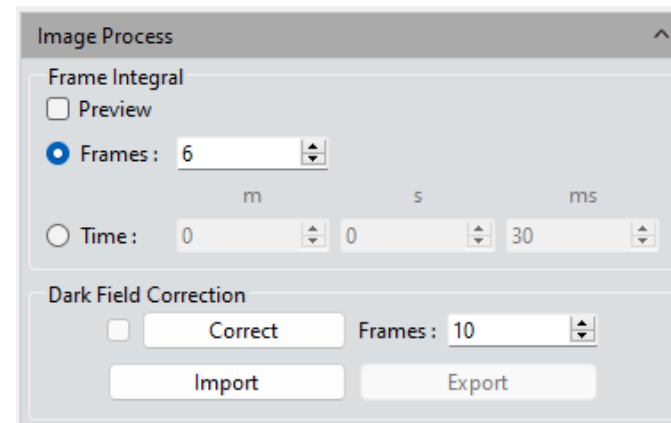 Image Process
Frame Integral
Preview
Frames : 6
m s ms
Time : 0 0 30
Dark Field Correction
Correct Frames : 10
Import Export